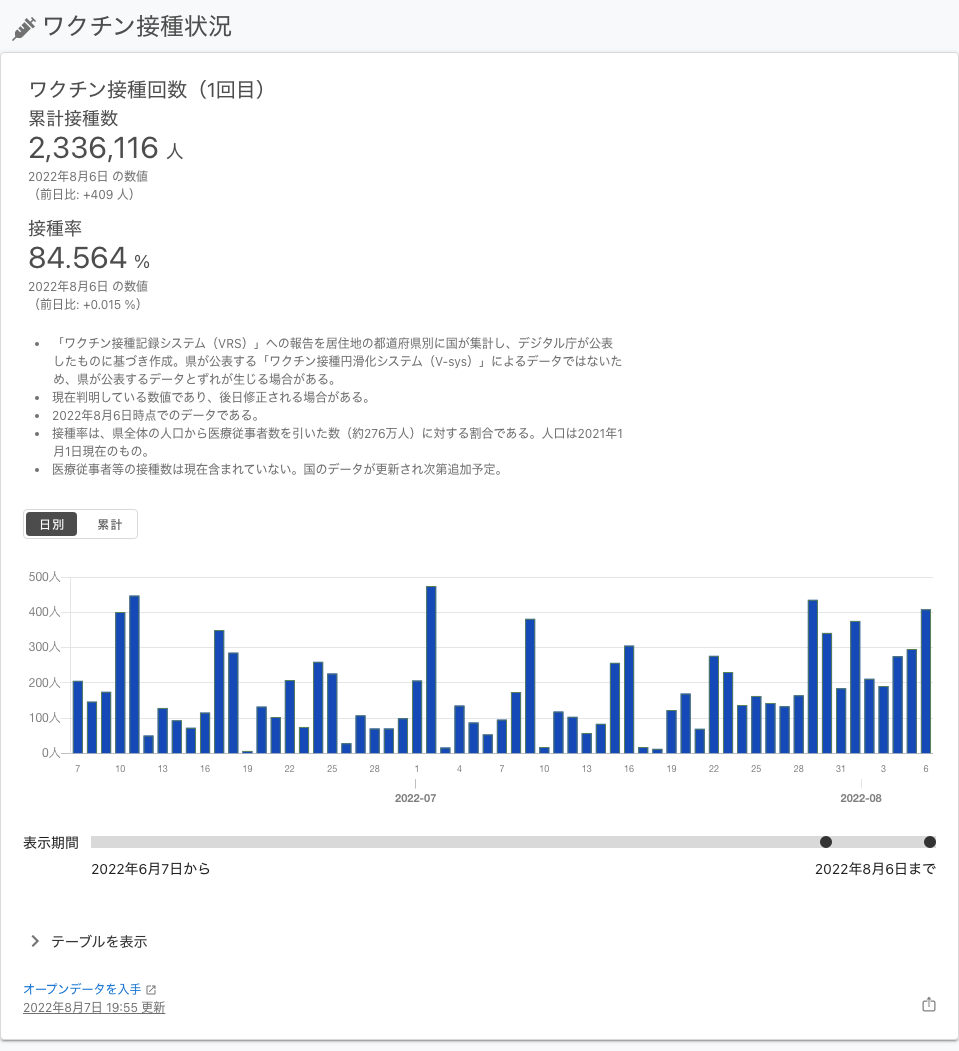 ワクチン接種状況
ワクチン接種回数（1回目）
累計接種数
2,336,116 人
2022年8月6日 の数値
（前日比: +409 人）
接種率
84.564 %
2022年8月6日 の数値
（前日比: +0.015 %）
• 「ワクチン接種記録システム（VRS）」への報告を居住地の都道府県別に国が集計し、デジタル庁が公表
したものに基づき作成。県が公表する「ワクチン接種円滑化システム（V-sys）」によるデータではないた
め、県が公表するデータとずれが生じる場合がある。
• 現在判明している数値であり、後日修正される場合がある。
• 2022年8月6日時点でのデータである。
• 接種率は、県全体の人口から医療従事者数を引いた数（約276万人）に対する割合である。人口は2021年1
月1日現在のもの。
• 医療従事者等の接種数は現在含まれていない。国のデータが更新され次第追加予定。
日別 累計
500人
400人
300人
200人
100人
0人
7 10 13 16 19 22 25 28 1 4 7 10 13 16 19 22 25 28 31 3 6
2022-07 2022-08
表示期間
2022年6月7日から 2022年8月6日まで
テーブルを表示
オープンデータを入手
2022年8月7日 19:55 更新